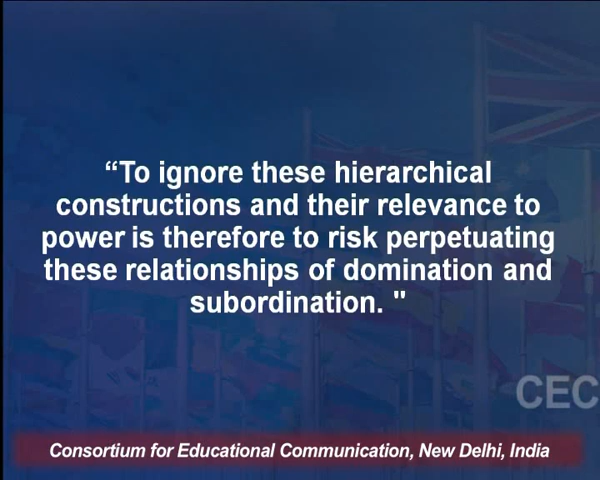 “To ignore these hierarchical
constructions and their relevance to
power is therefore to risk perpetuating
these relationships of domination and
subordination. "
CEC
Consortium for Educational Communication, New Delhi, India